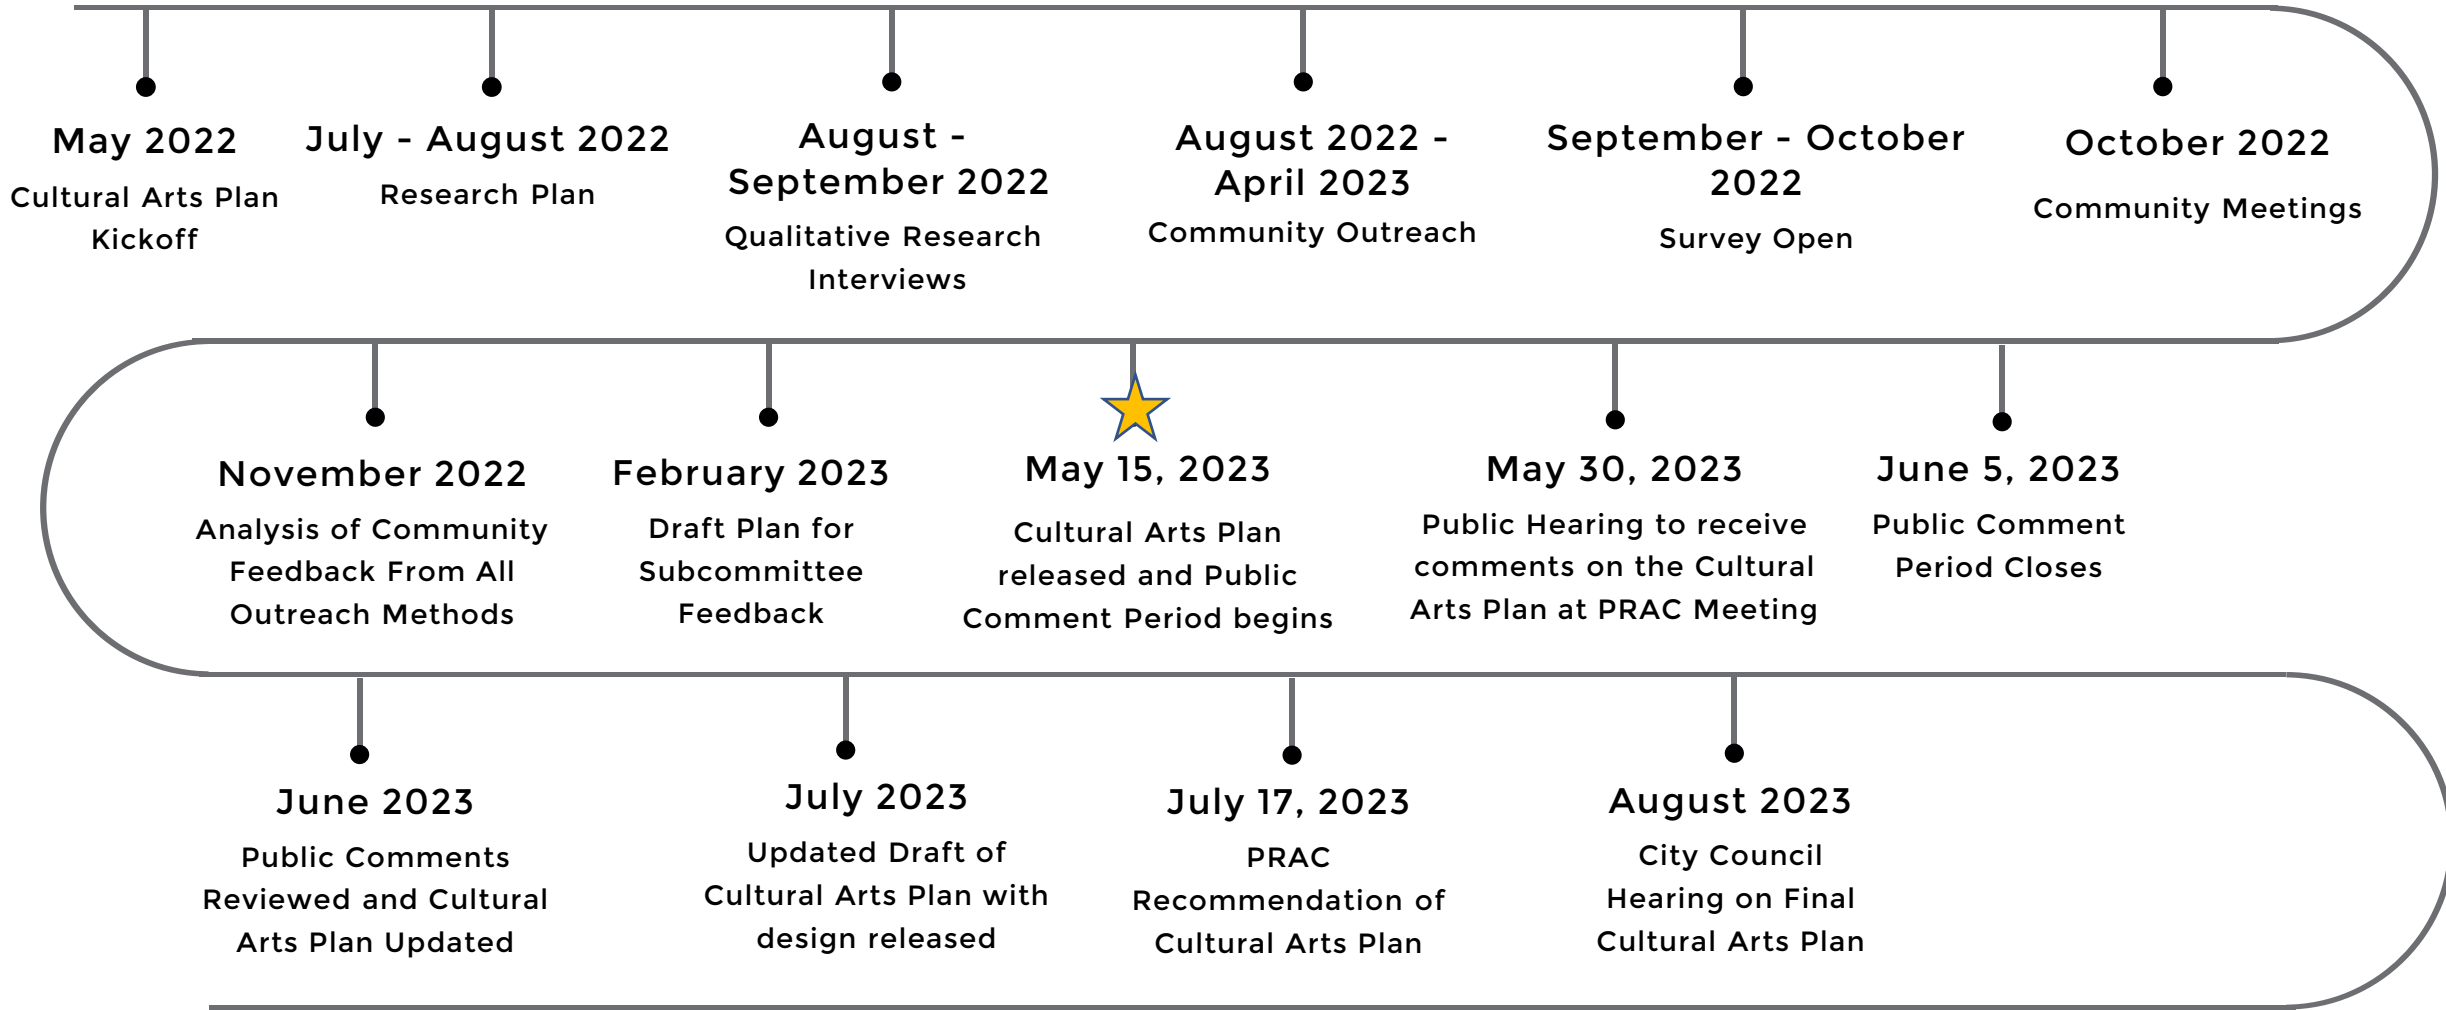 May 2022
Cultural Arts Plan
Kickoff
July - August 2022
Research Plan
August -
September 2022
Qualitative Research
Interviews
August 2022 -
April 2023
Community Outreach
September - October
2022
Survey Open
October 2022
Community Meetings
November 2022
Analysis of Community
Feedback From All
Outreach Methods
February 2023
Draft Plan for
Subcommittee
Feedback
May 15, 2023
Cultural Arts Plan
released and Public
Comment Period begins
May 30, 2023
Public Hearing to receive
comments on the Cultural
Arts Plan at PRAC Meeting
June 5, 2023
Public Comment
Period Closes
June 2023
Public Comments
Reviewed and Cultural
Arts Plan Updated
July 2023
Updated Draft of
Cultural Arts Plan with
design released
July 17, 2023
PRAC
Recommendation of
Cultural Arts Plan
August 2023
City Council
Hearing on Final
Cultural Arts Plan